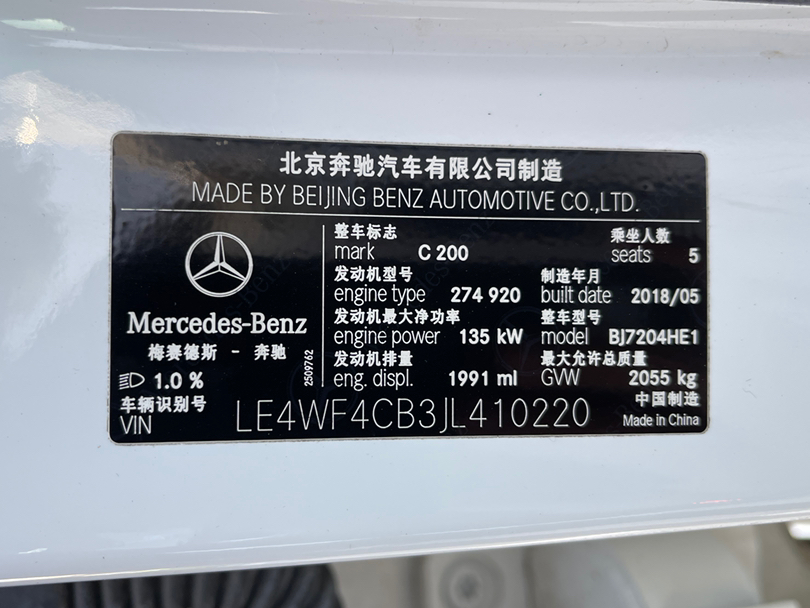 北京奔驰汽车有限公司制造
MADE BY BEIJING BENZ AUTOMOTIVE CO.,LTD.
Mercedes-Benz
梅赛德斯 - 奔驰
1.0 %
2509762
整车标志
mark C 200
乘坐人数
seats 5
发动机型号
engine type 274 920
制造年月
built date 2018/05
发动机最大净功率
engine power 135 kW
整车型号
model BJ7204HE1
发动机排量
eng. displ. 1991 ml
最大允许总质量
GVW 2055 kg
车辆识别号
VIN LE4WF4CB3JL410220
中国制造
Made in China